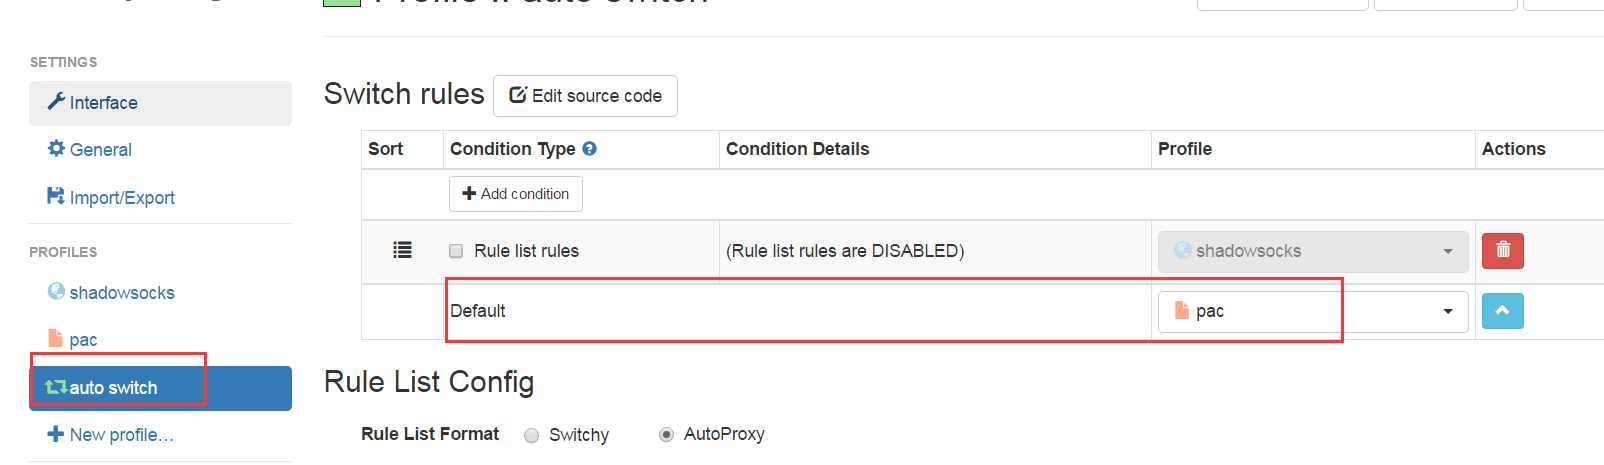 SETTINGS
Interface
General
Import/Export
PROFILES
shadowsocks
pac
auto switch
New profile…
Switch rules Edit source code
Sort Condition Type Condition Details Profile Actions
Add condition
Rule list rules (Rule list rules are DISABLED) shadowsocks
Default pac
Rule List Config
Rule List Format Switchy AutoProxy